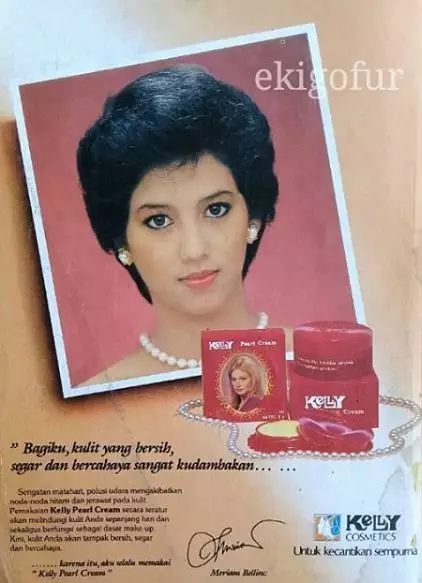 ekigofur
KELLY Pearl Cream
KELLY
Cream
" Bagiku, kulit yang bersih,
segar dan bercahaya sangat kudambakan... ...
Sengatan matahari, polusi udara mengakibatkan
noda-noda hitam dan jerawat pada kulit
Pemakaian Kelly Pearl Cream secara teratur
akan melindungi kulit Anda sepanjang hari dan
sekaligus berfungsi sebagai dasar make up.
Kini, kulit Anda akan tampak bersih, segar
dan bercahaya.
....... karena itu, aku selalu memakai
" Kelly Pearl Cream "
Meriam Bellina
KELLY
COSMETICS
Untuk kecantikan sempurna